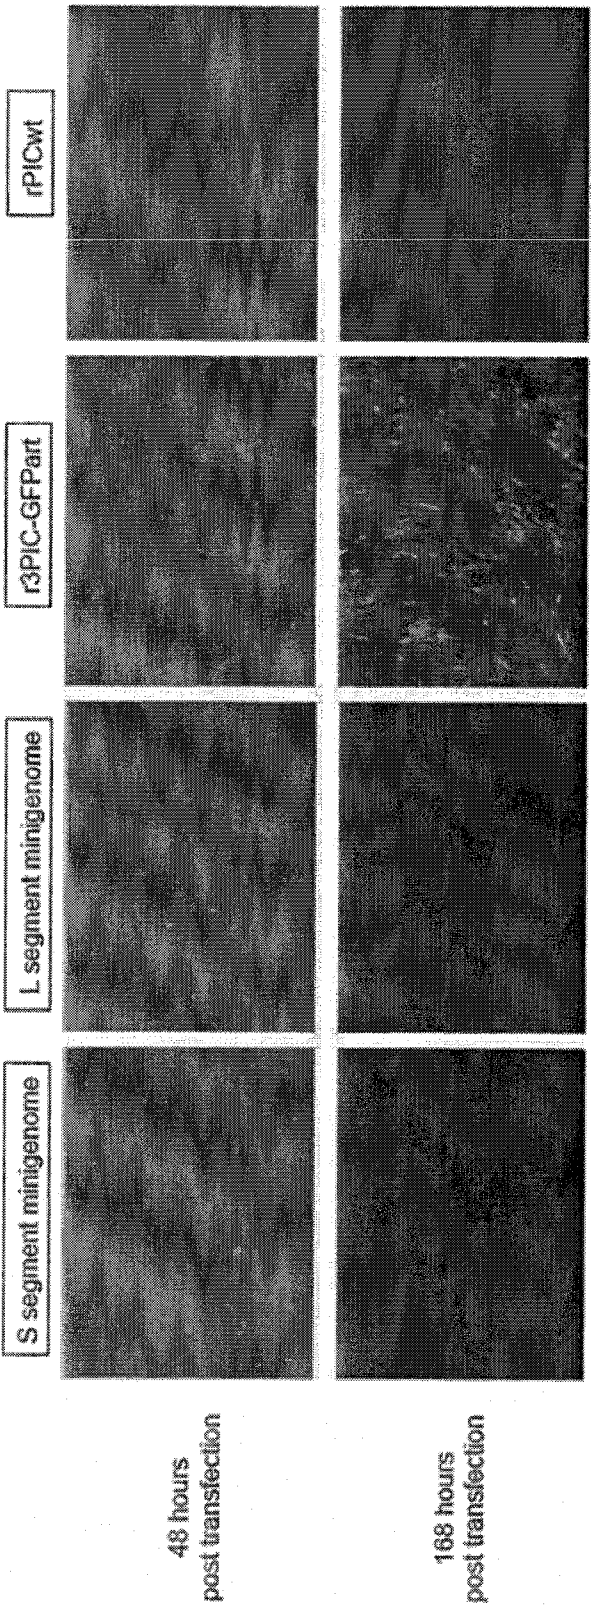 S segment minigenome
L segment minigenome
r3PIC-GFPart
rPICwt
48 hours
post transfection
168 hours
post transfection